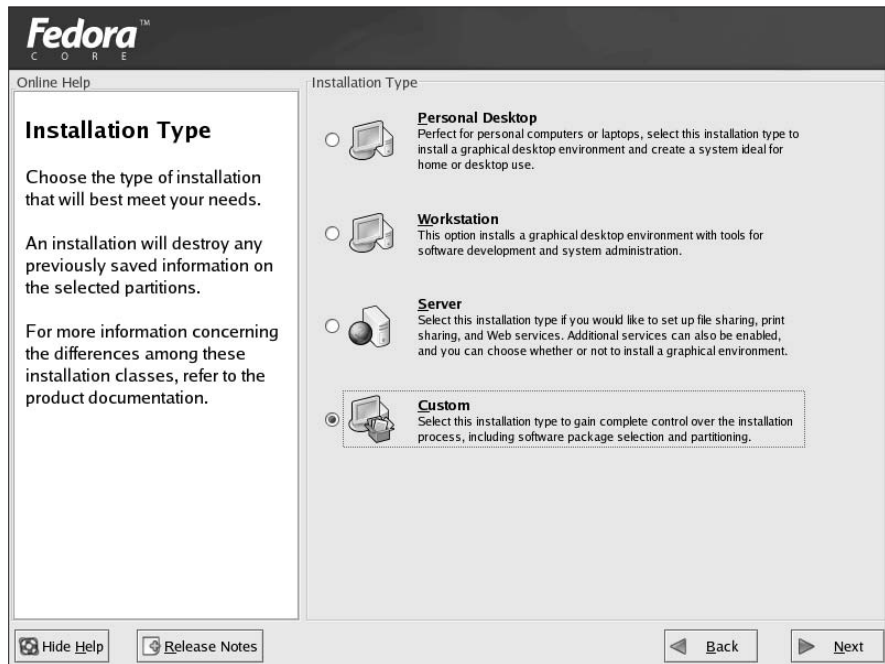 Fedora™
CORE
Online Help
Installation Type
Choose the type of installation
that will best meet your needs.
An installation will destroy any
previously saved information on
the selected partitions.
For more information concerning
the differences among these
installation classes, refer to the
product documentation.
Installation Type
Personal Desktop
Perfect for personal computers or laptops, select this installation type to
install a graphical desktop environment and create a system ideal for
home or desktop use.
Workstation
This option installs a graphical desktop environment with tools for
software development and system administration.
Server
Select this installation type if you would like to set up file sharing, print
sharing, and Web services. Additional services can also be enabled,
and you can choose whether or not to install a graphical environment.
Custom
Select this installation type to gain complete control over the installation
process, including software package selection and partitioning.
Hide Help
Release Notes
Back
Next